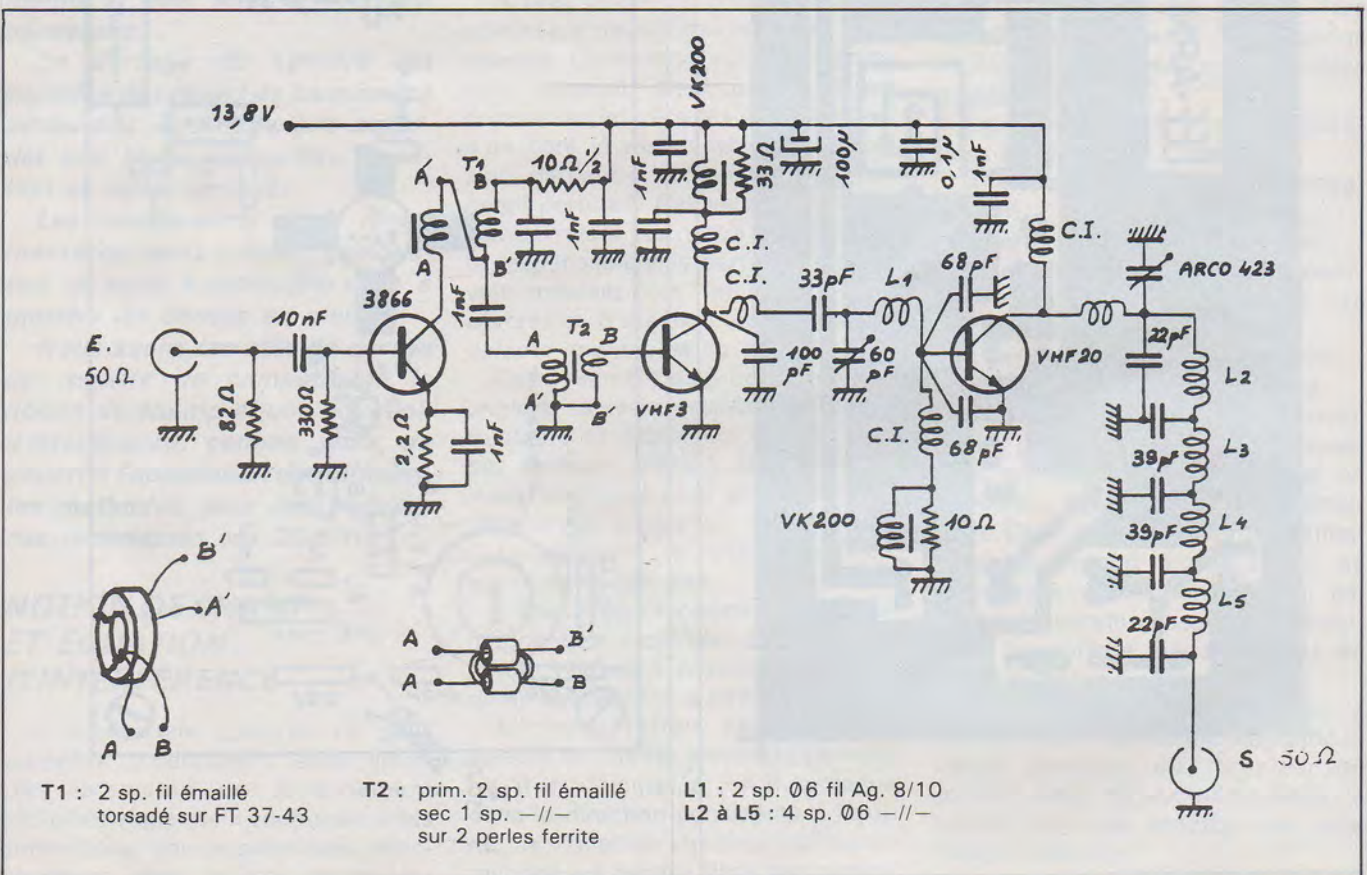 13,8V
VK200
A'
T1
B
10Ω 1/2
1nF
1nF
33Ω
100µ
0.1µ
1nF
A
B'
C.I.
C.I.
C.I.
ARCO 423
3866
1nF
33pF
L1
68pF
E
50Ω
10nF
A
T2
B
22pF
L2
82Ω
330Ω
A'
B'
VHF3
100 pF
60 pF
VHF20
2,2Ω
1nF
C.I.
68pF
39pF
L3
VK200
10Ω
39pF
L4
L5
22pF
B'
A'
A
B
A
B'
A
B
S 50Ω
T1 : 2 sp. fil émaillé
torsadé sur FT 37-43
T2 : prim. 2 sp. fil émaillé
sec 1 sp. —//—
sur 2 perles ferrite
L1 : 2 sp. Ø6 fil Ag. 8/10
L2 à L5 : 4 sp. Ø6 —//—